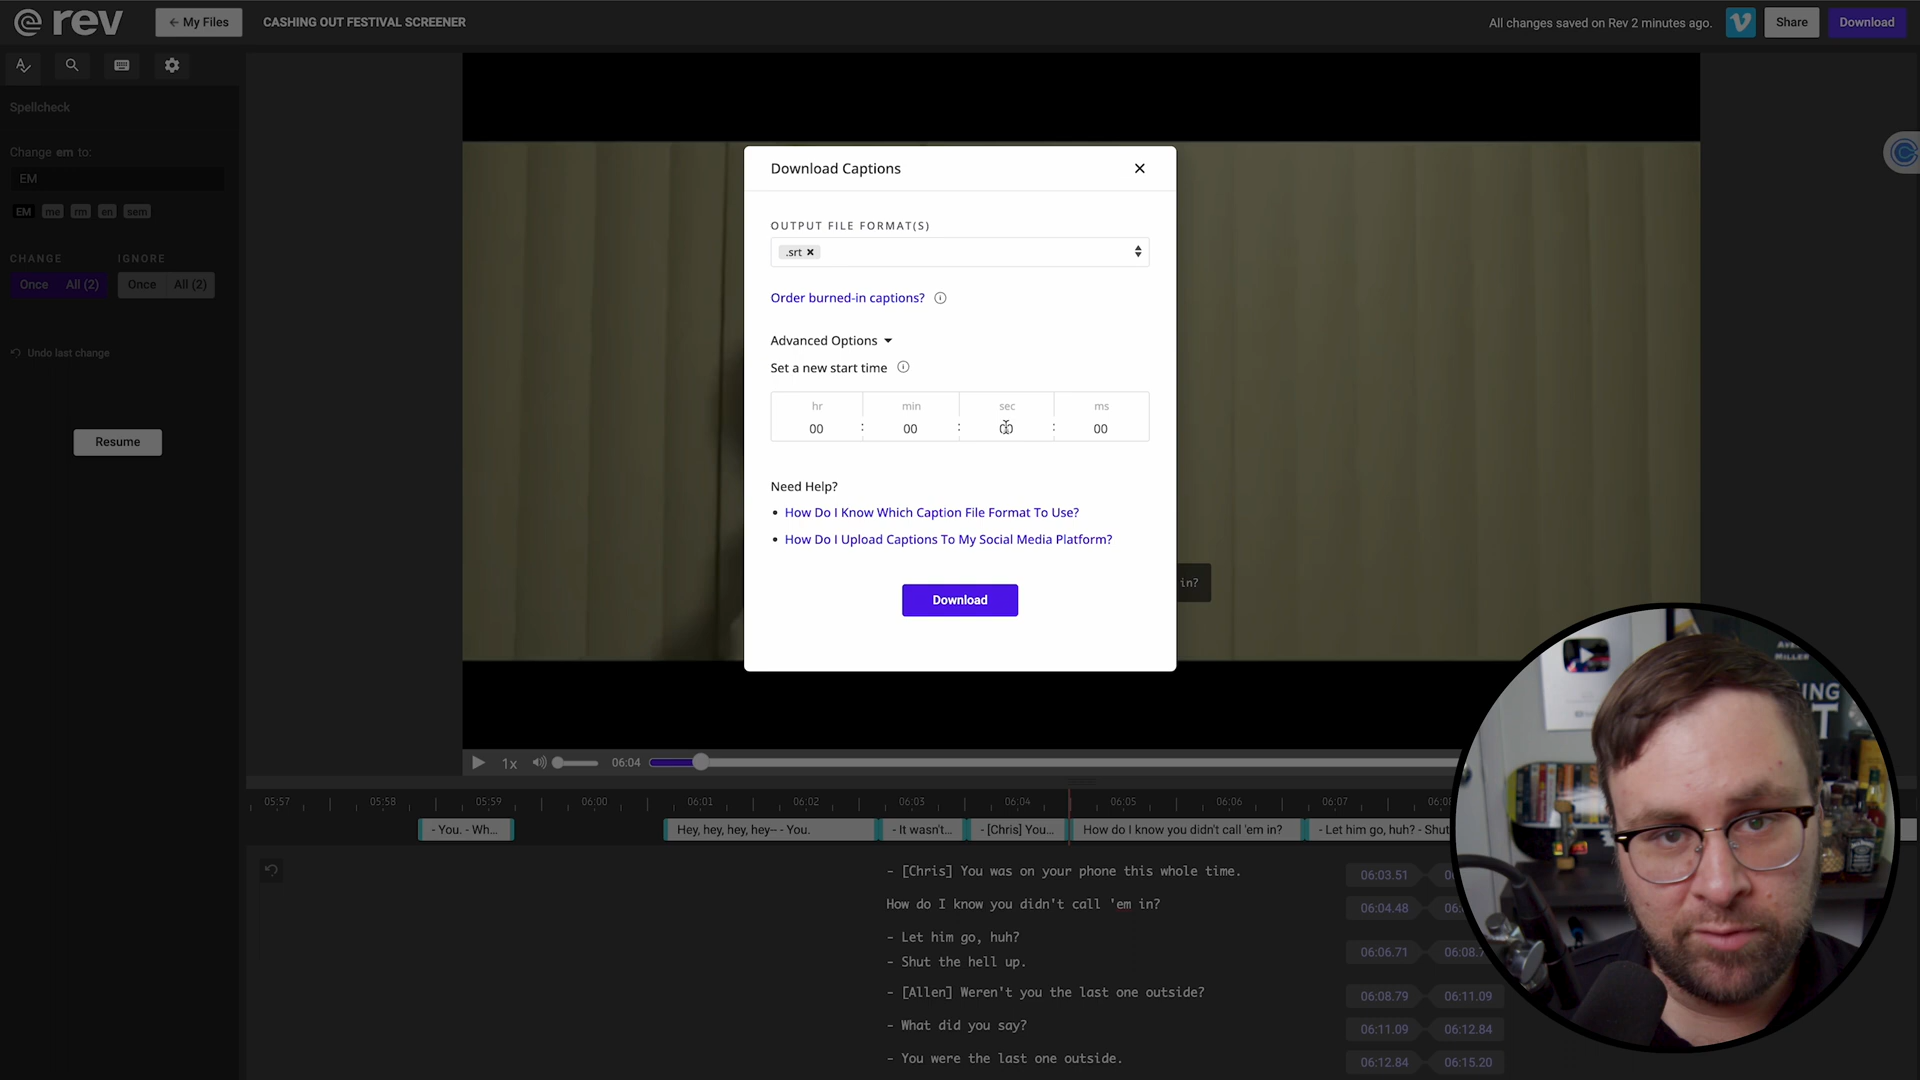 rev
← My Files
CASHING OUT FESTIVAL SCREENER
All changes saved on Rev 2 minutes ago.
Share
Download
Spellcheck
Change em to:
EM
EM me rm en sem
CHANGE IGNORE
Once All (2) Once All (2)
Undo last change
Resume
Download Captions
OUTPUT FILE FORMAT(S)
.srt ×
Order burned-in captions?
Advanced Options
Set a new start time
hr min sec ms
00 : 00 : 00 : 00
Need Help?
• How Do I Know Which Caption File Format To Use?
• How Do I Upload Captions To My Social Media Platform?
Download
in?
1x 06:04
05:57 05:58 05:59 06:00 06:01 06:02 06:03 06:04 06:05 06:06 06:07
- You. - Wh... Hey, hey, hey, hey-- - You. - It wasn't... - [Chris] You... How do I know you didn't call 'em in? - Let him go, huh? - Shut
- [Chris] You was on your phone this whole time. 06:03.51
How do I know you didn't call 'em in? 06:04.48
- Let him go, huh?
- Shut the hell up. 06:06.71
- [Allen] Weren't you the last one outside? 06:08.79 06:11.09
- What did you say? 06:11.09 06:12.84
- You were the last one outside. 06:12.84 06:15.20
MILLER